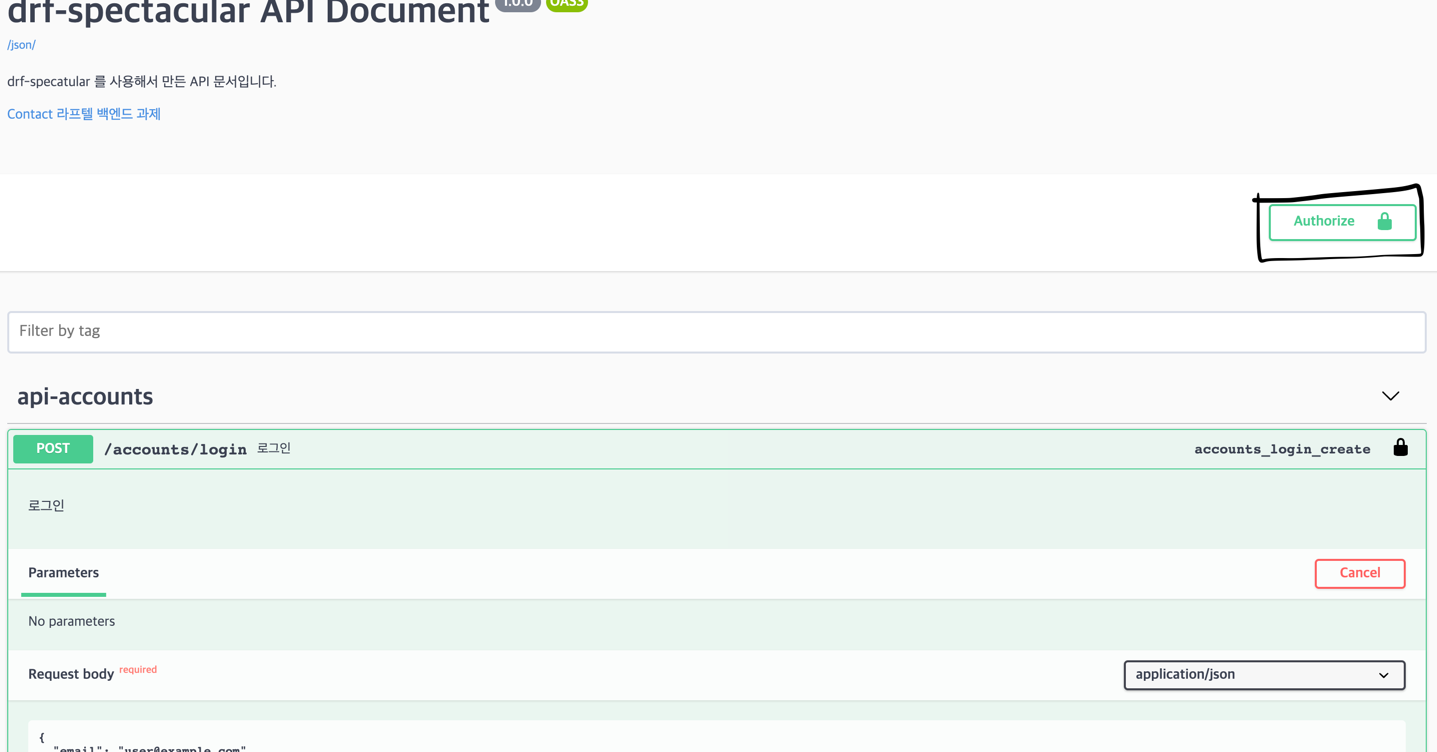 drf-spectacular API Document 1.0.0 OAS3
/json/
drf-specatular 를 사용해서 만든 API 문서입니다.
Contact 라프텔 백엔드 과제
Authorize
Filter by tag
api-accounts
POST /accounts/login 로그인 accounts_login_create
로그인
Parameters Cancel
No parameters
Request body required application/json
{
"email": "user@example.com"